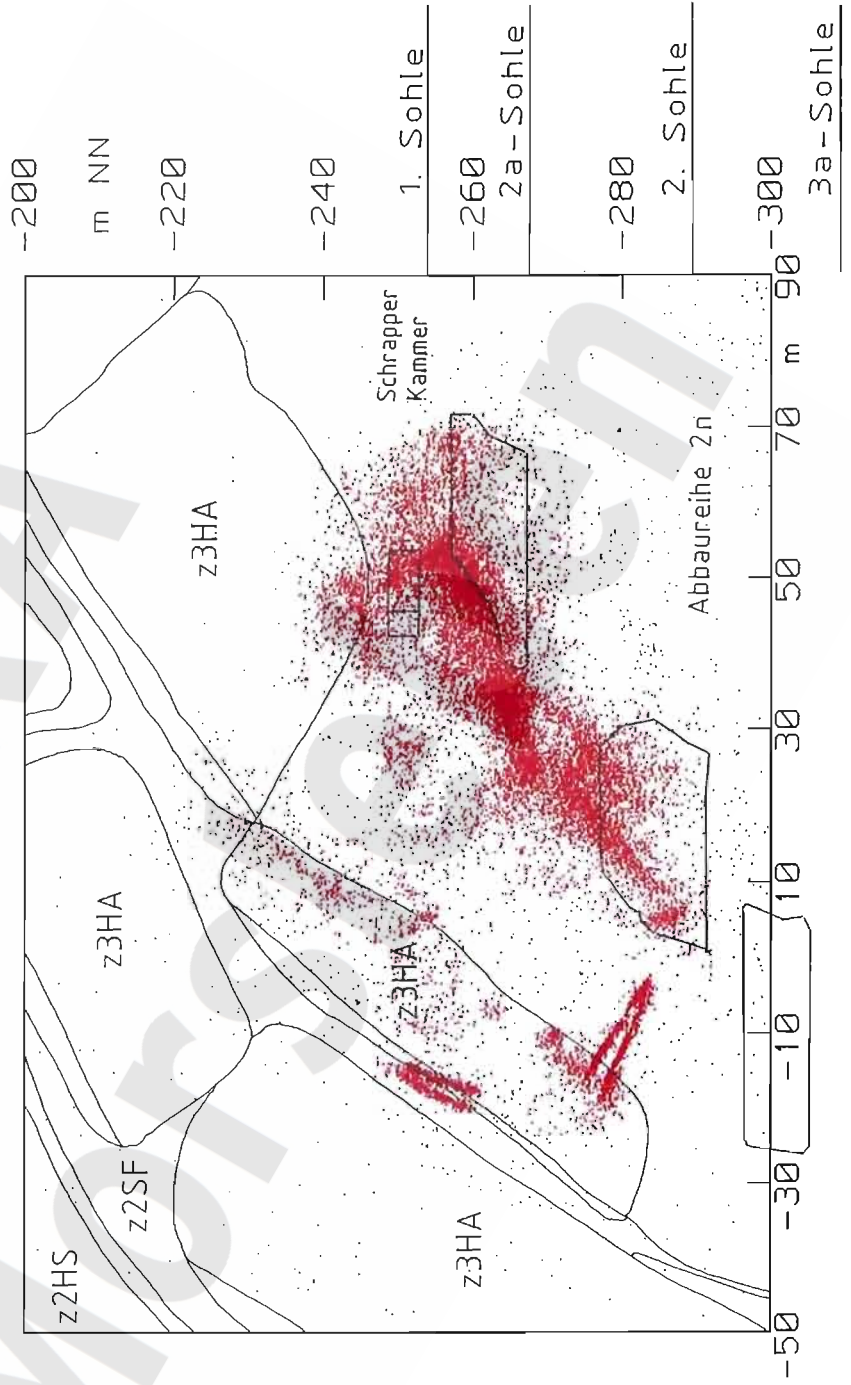 -200
m NN
-220
-240
1. Sohle
-260
2a-Sohle
-280
2. Sohle
-300
3a-Sohle
90
m
70
50
30
10
-10
-30
-50
Schrapper
Kammer
Abbaureihe 2n
z3HA
z3HA
z3HA
z3HA
z2SF
z2HS
Morsleben